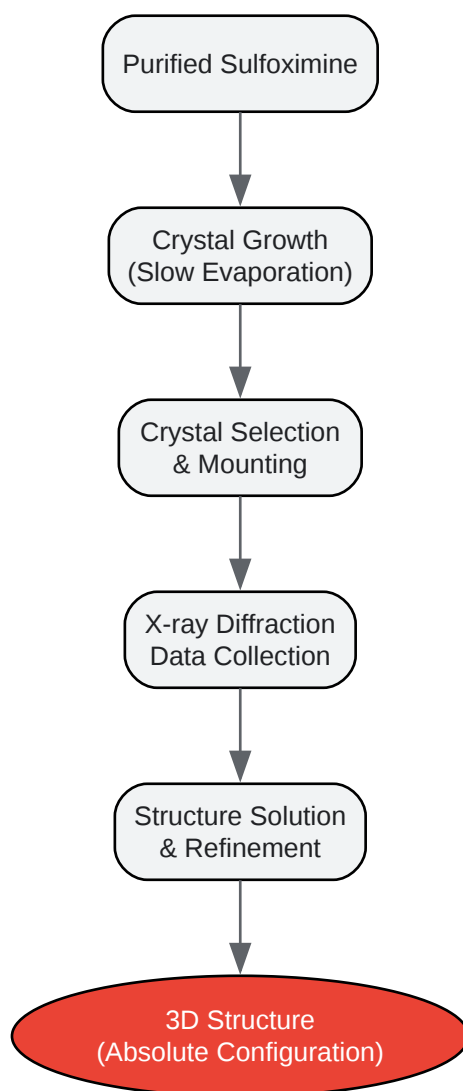 Purified Sulfoximine
Crystal Growth
(Slow Evaporation)
Crystal Selection
& Mounting
X-ray Diffraction
Data Collection
Structure Solution
& Refinement
3D Structure
(Absolute Configuration)